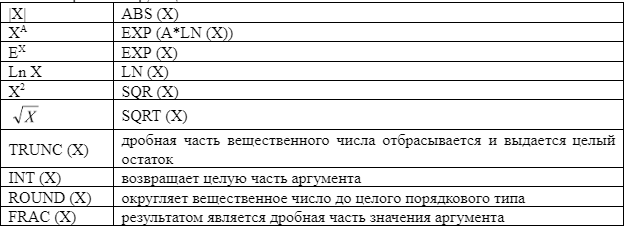 |X| ABS (X)
X^A EXP (A*LN (X))
E^X EXP (X)
Ln X LN (X)
X^2 SQR (X)
√X SQRT (X)
TRUNC (X) дробная часть вещественного числа отбрасывается и выдается целый
остаток
INT (X) возвращает целую часть аргумента
ROUND (X) округляет вещественное число до целого порядкового типа
FRAC (X) результатом является дробная часть значения аргумента